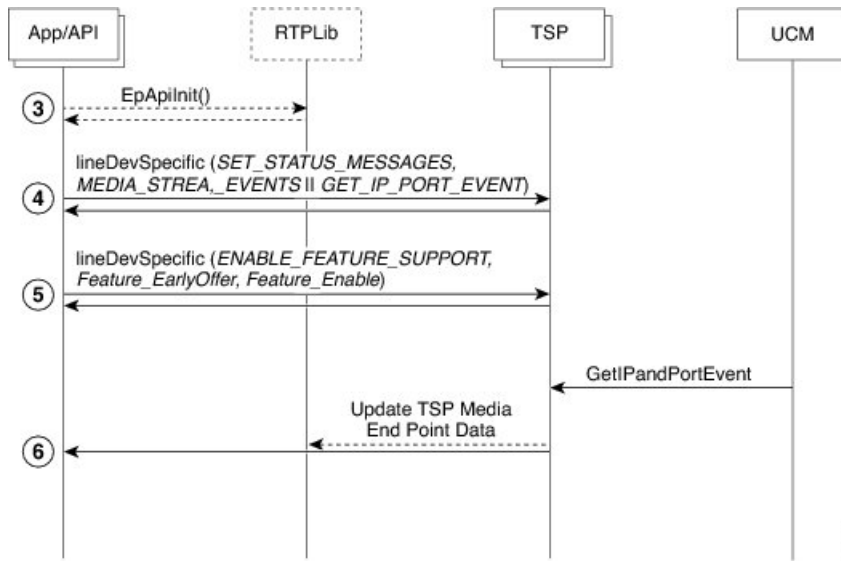 App/API
RTPLib
TSP
UCM
EpApiInit()
3
lineDevSpecific (SET_STATUS_MESSAGES,
MEDIA_STREA,_EVENTS || GET_IP_PORT_EVENT)
4
lineDevSpecific (ENABLE_FEATURE_SUPPORT,
Feature_EarlyOffer, Feature_Enable)
5
GetIPandPortEvent
Update TSP Media
End Point Data
6